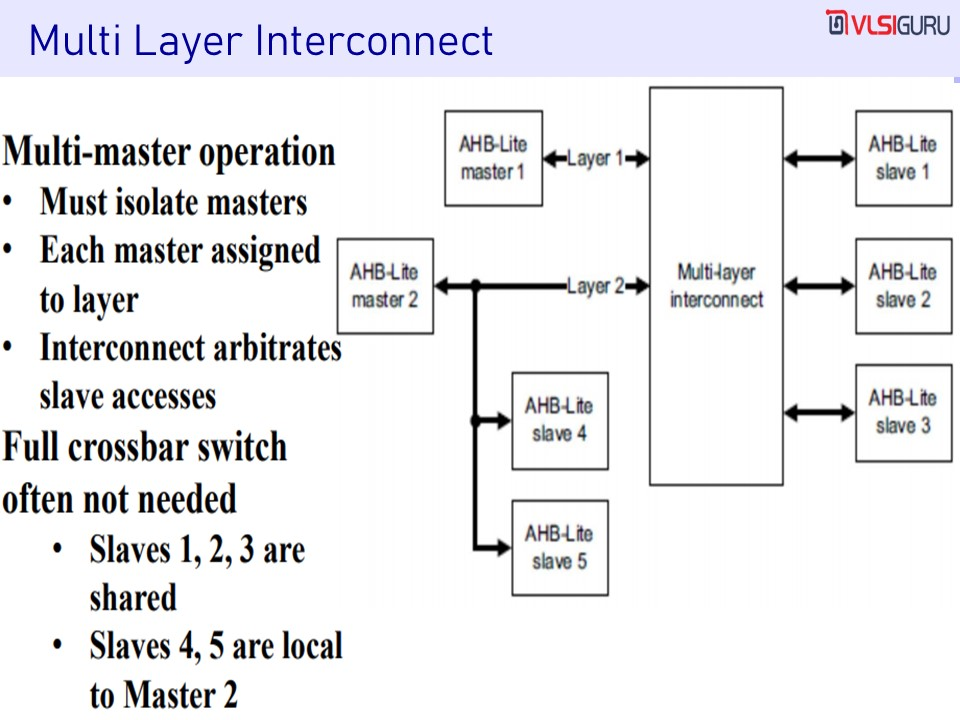 Multi Layer Interconnect
VLSIGURU
Multi-master operation
• Must isolate masters
• Each master assigned
to layer
• Interconnect arbitrates
slave accesses
Full crossbar switch
often not needed
• Slaves 1, 2, 3 are
shared
• Slaves 4, 5 are local
to Master 2
AHB-Lite
master 1
Layer 1
AHB-Lite
master 2
Layer 2
Multi-layer
interconnect
AHB-Lite
slave 1
AHB-Lite
slave 2
AHB-Lite
slave 3
AHB-Lite
slave 4
AHB-Lite
slave 5